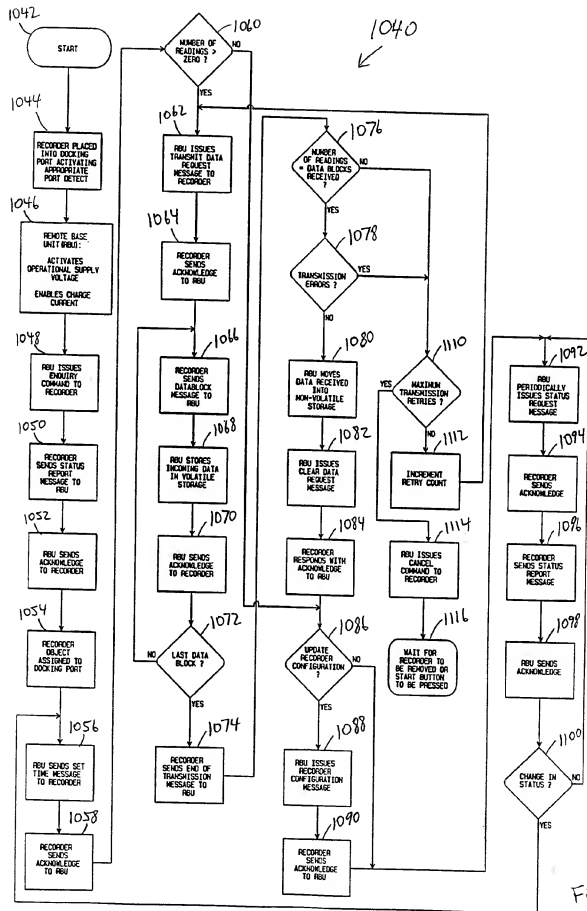 1042
START
1044
RECORDER PLACED
INTO DOCKING
PORT ACTIVATING
APPROPRIATE
PORT DETECT
1046
REMOTE BASE
UNIT (RBU):
ACTIVATES
OPERATIONAL SUPPLY
VOLTAGE
ENABLES CHARGE
CURRENT
1048
RBU ISSUES
ENQUIRY
COMMAND TO
RECORDER
1050
RECORDER
SENDS STATUS
REPORT
MESSAGE TO
RBU
1052
RBU SENDS
ACKNOWLEDGE
TO RECORDER
1054
RECORDER
OBJECT
ASSIGNED TO
DOCKING PORT
1056
RBU SENDS SET
TIME MESSAGE
TO RECORDER
1058
RECORDER
SENDS
ACKNOWLEDGE
TO RBU
1060
NUMBER OF
READINGS >
ZERO ?
NO
YES
1062
RBU ISSUES
TRANSMIT DATA
REQUEST
MESSAGE TO
RECORDER
1064
RECORDER
SENDS
ACKNOWLEDGE
TO RBU
1066
RECORDER
SENDS
DATABLOCK
MESSAGE TO
RBU
1068
RBU STORES
INCOMING DATA
IN VOLATILE
STORAGE
1070
RBU SENDS
ACKNOWLEDGE
TO RECORDER
1072
NO
LAST DATA
BLOCK ?
YES
1074
RECORDER
SENDS END OF
TRANSMISSION
MESSAGE TO
RBU
1040
1076
NUMBER
OF READINGS
= DATA BLOCKS
RECEIVED
?
NO
YES
1078
TRANSMISSION
ERRORS ?
YES
NO
1080
RBU MOVES
DATA RECEIVED
INTO
NON-VOLATILE
STORAGE
1082
RBU ISSUES
CLEAR DATA
REQUEST
MESSAGE
1084
RECORDER
RESPONDS WITH
ACKNOWLEDGE TO
RBU
1086
UPDATE
RECORDER
CONFIGURATION
?
NO
YES
1088
RBU ISSUES
RECORDER
CONFIGURATION
MESSAGE
1090
RECORDER
SENDS
ACKNOWLEDGE
TO RBU
1110
YES
MAXIMUM
TRANSMISSION
RETRIES ?
NO
1112
INCREMENT
RETRY COUNT
1114
RBU ISSUES
CANCEL
COMMAND TO
RECORDER
1116
WAIT FOR
RECORDER TO
BE REMOVED OR
START BUTTON
TO BE PRESSED
1092
RBU
PERIODICALLY
ISSUES STATUS
REQUEST
MESSAGE
1094
RECORDER
SENDS
ACKNOWLEDGE
1096
RECORDER
SENDS STATUS
REPORT
MESSAGE
1098
RBU SENDS
ACKNOWLEDGE
1100
CHANGE IN
STATUS ?
NO
YES